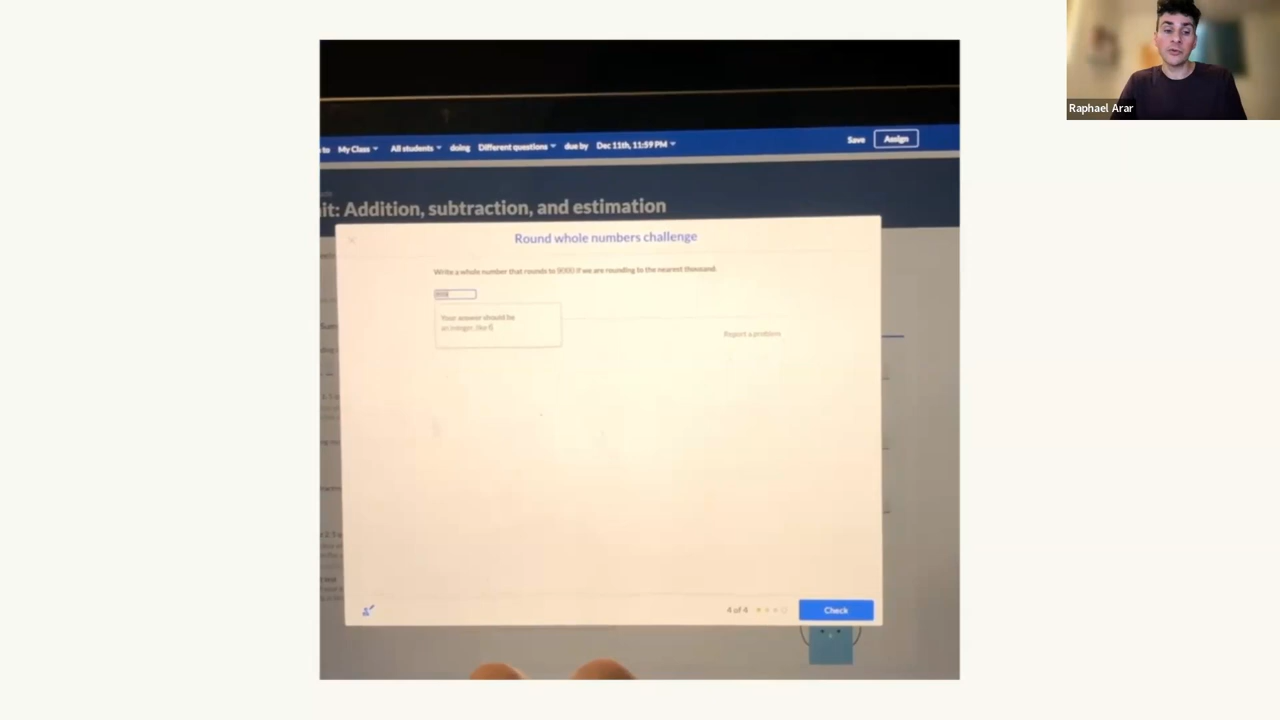 to My Class All students doing Different questions due by Dec 11th, 11:59 PM Save Assign
it: Addition, subtraction, and estimation
Round whole numbers challenge
Write a whole number that rounds to 9000 if we are rounding to the nearest thousand.
Your answer should be
an integer, like 6
Report a problem
4 of 4 Check
Raphael Arar